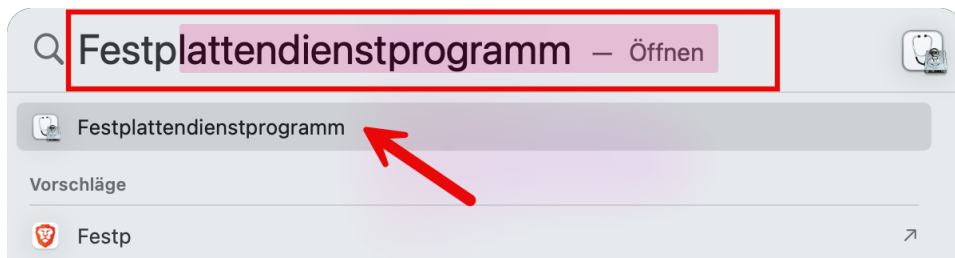 Festplattendienstprogramm — Öffnen
Festplattendienstprogramm
Vorschläge
Festp